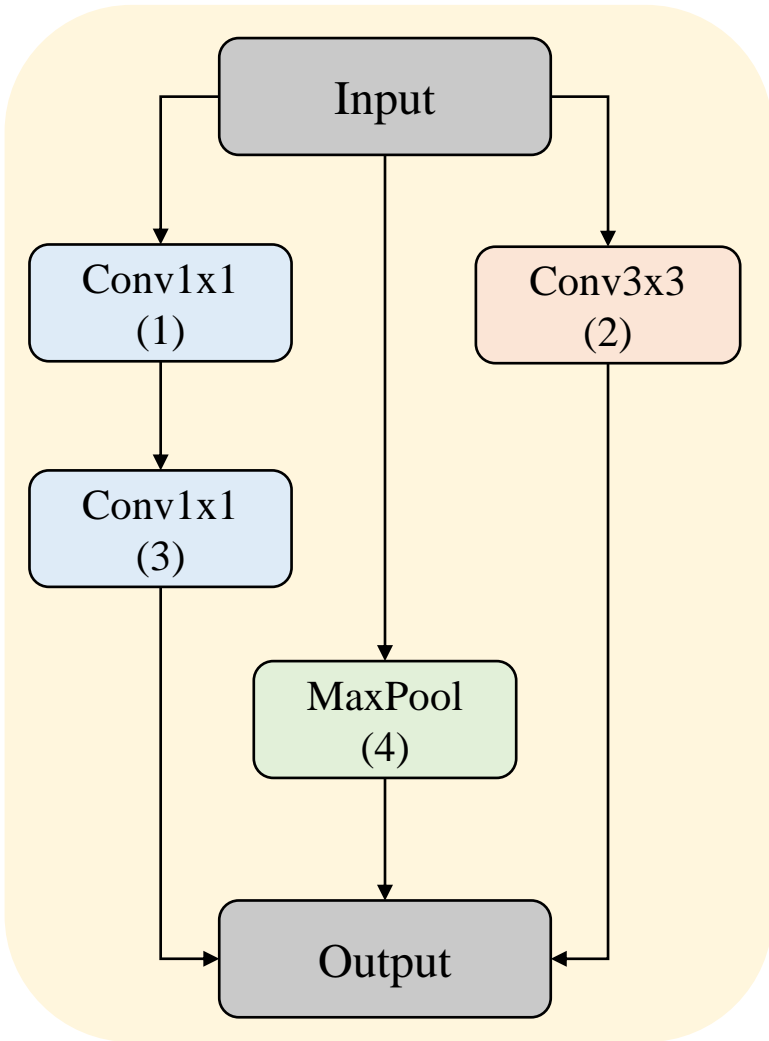 Input
Conv1x1
(1)
Conv3x3
(2)
Conv1x1
(3)
MaxPool
(4)
Output